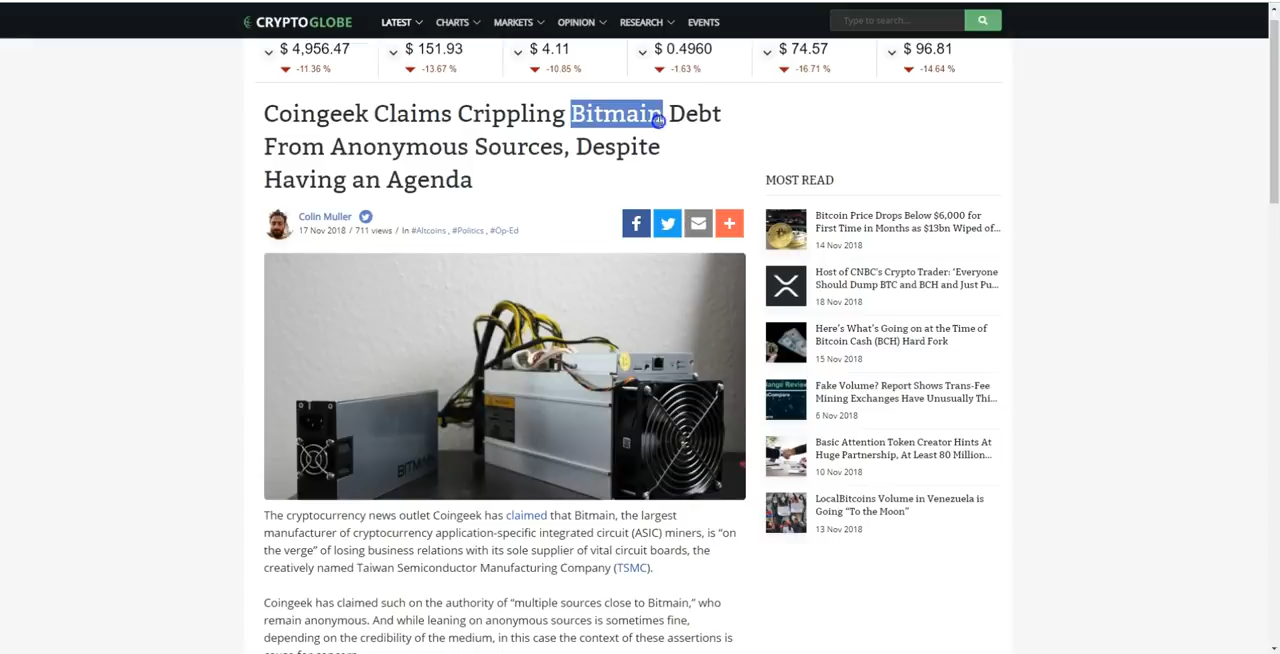 CRYPTOGLOBE LATEST CHARTS MARKETS OPINION RESEARCH EVENTS Type to search...
$ 4,956.47 $ 151.93 $ 4.11 $ 0.4960 $ 74.57 $ 96.81
-11.36 % -13.67 % -10.85 % -1.63 % -16.71 % -14.64 %
Coingeek Claims Crippling Bitmain Debt
From Anonymous Sources, Despite
Having an Agenda
Colin Muller
17 Nov 2018 / 711 views / In #Altcoins , #Politics , #Op-Ed
BITMAIN
The cryptocurrency news outlet Coingeek has claimed that Bitmain, the largest
manufacturer of cryptocurrency application-specific integrated circuit (ASIC) miners, is “on
the verge” of losing business relations with its sole supplier of vital circuit boards, the
creatively named Taiwan Semiconductor Manufacturing Company (TSMC).
Coingeek has claimed such on the authority of “multiple sources close to Bitmain,” who
remain anonymous. And while leaning on anonymous sources is sometimes fine,
depending on the credibility of the medium, in this case the context of these assertions is
MOST READ
Bitcoin Price Drops Below $6,000 for
First Time in Months as $13bn Wiped of...
14 Nov 2018
Host of CNBC's Crypto Trader: ‘Everyone
Should Dump BTC and BCH and Just Pu...
18 Nov 2018
Here’s What’s Going on at the Time of
Bitcoin Cash (BCH) Hard Fork
15 Nov 2018
Fake Volume? Report Shows Trans-Fee
Mining Exchanges Have Unusually Thi...
6 Nov 2018
Basic Attention Token Creator Hints At
Huge Partnership, At Least 80 Million...
10 Nov 2018
LocalBitcoins Volume in Venezuela is
Going “To the Moon”
13 Nov 2018